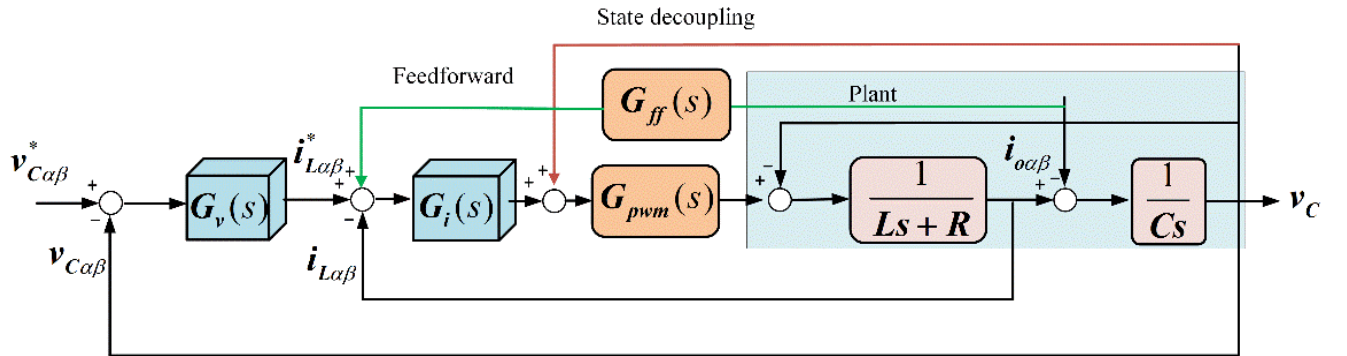 State decoupling
Feedforward
G_ff(s)
Plant
v*_Cαβ
i*_Lαβ
i_oαβ
G_v(s)
G_i(s)
G_pwm(s)
1
Ls + R
1
Cs
v_C
v_Cαβ
i_Lαβ